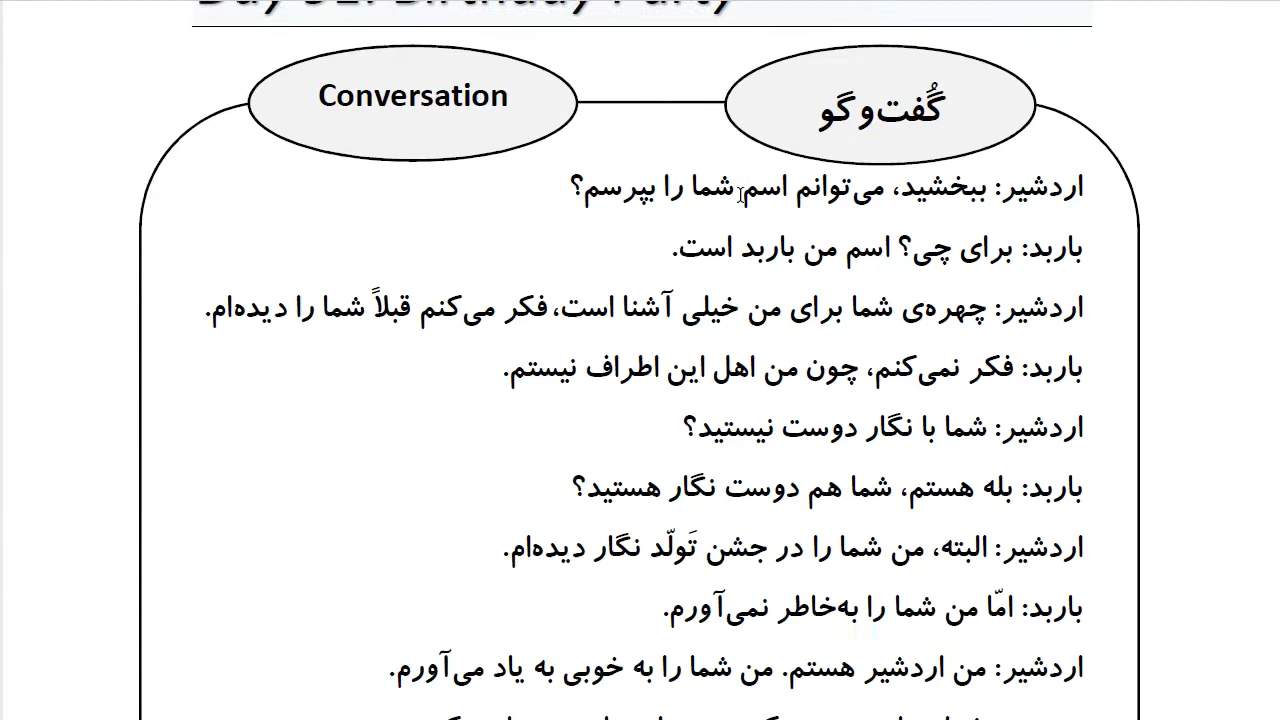 گُفت‌و‌گو
Conversation
اردشیر: ببخشید، می‌توانم اسم شما را بپرسم؟
باربد: برای چی؟ اسم من باربد است.
اردشیر: چهره‌ی شما برای من خیلی آشنا است، فکر می‌کنم قبلاً شما را دیده‌ام.
باربد: فکر نمی‌کنم، چون من اهل این اطراف نیستم.
اردشیر: شما با نگار دوست نیستید؟
باربد: بله هستم، شما هم دوست نگار هستید؟
اردشیر: البته، من شما را در جشن تَولّد نگار دیده‌ام.
باربد: امّا من شما را به‌خاطر نمی‌آورم.
اردشیر: من اردشیر هستم. من شما را به خوبی به یاد می‌آورم.